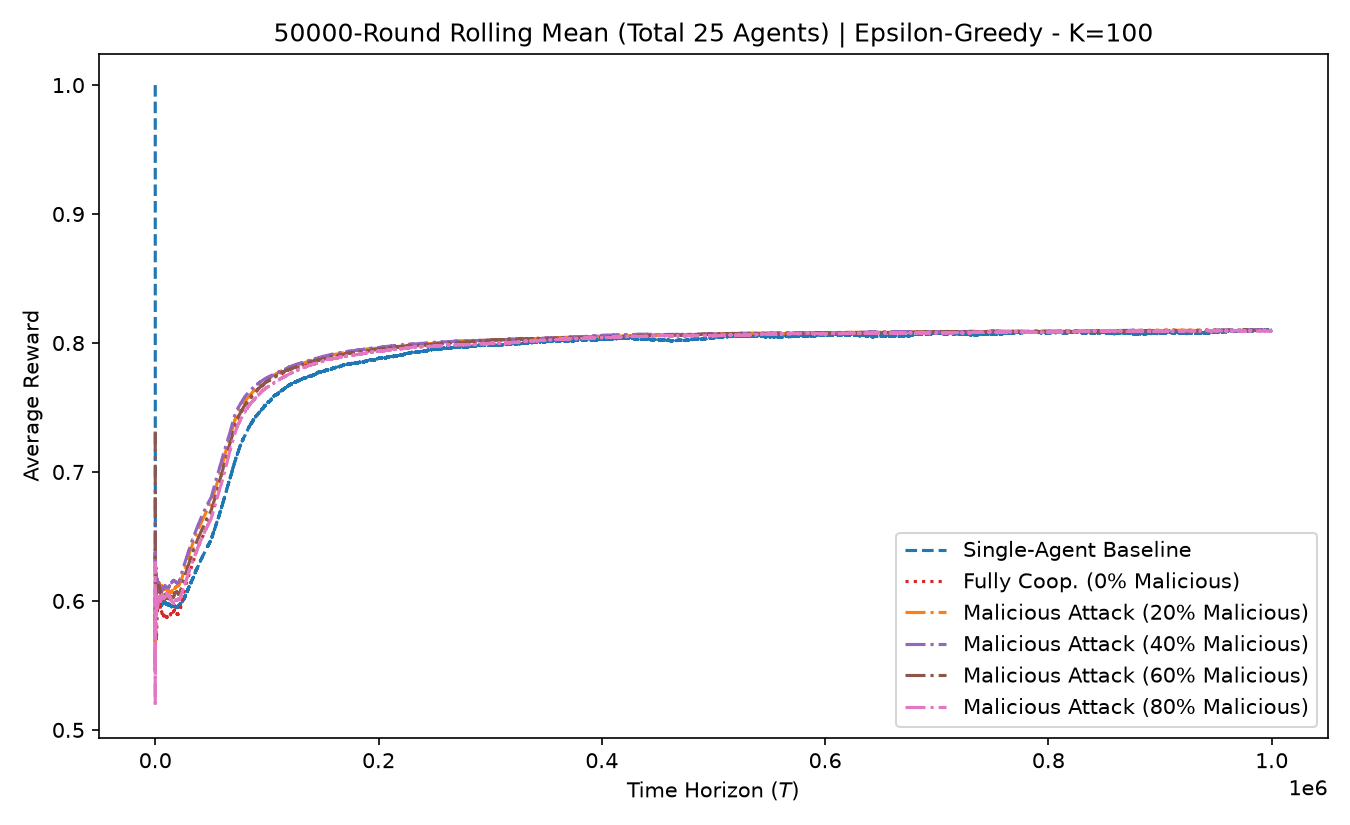 50000-Round Rolling Mean (Total 25 Agents) | Epsilon-Greedy - K=100
Average Reward
1.0
0.9
0.8
0.7
0.6
0.5
Single-Agent Baseline
Fully Coop. (0% Malicious)
Malicious Attack (20% Malicious)
Malicious Attack (40% Malicious)
Malicious Attack (60% Malicious)
Malicious Attack (80% Malicious)
0.0 0.2 0.4 0.6 0.8 1.0
1e6
Time Horizon (T)